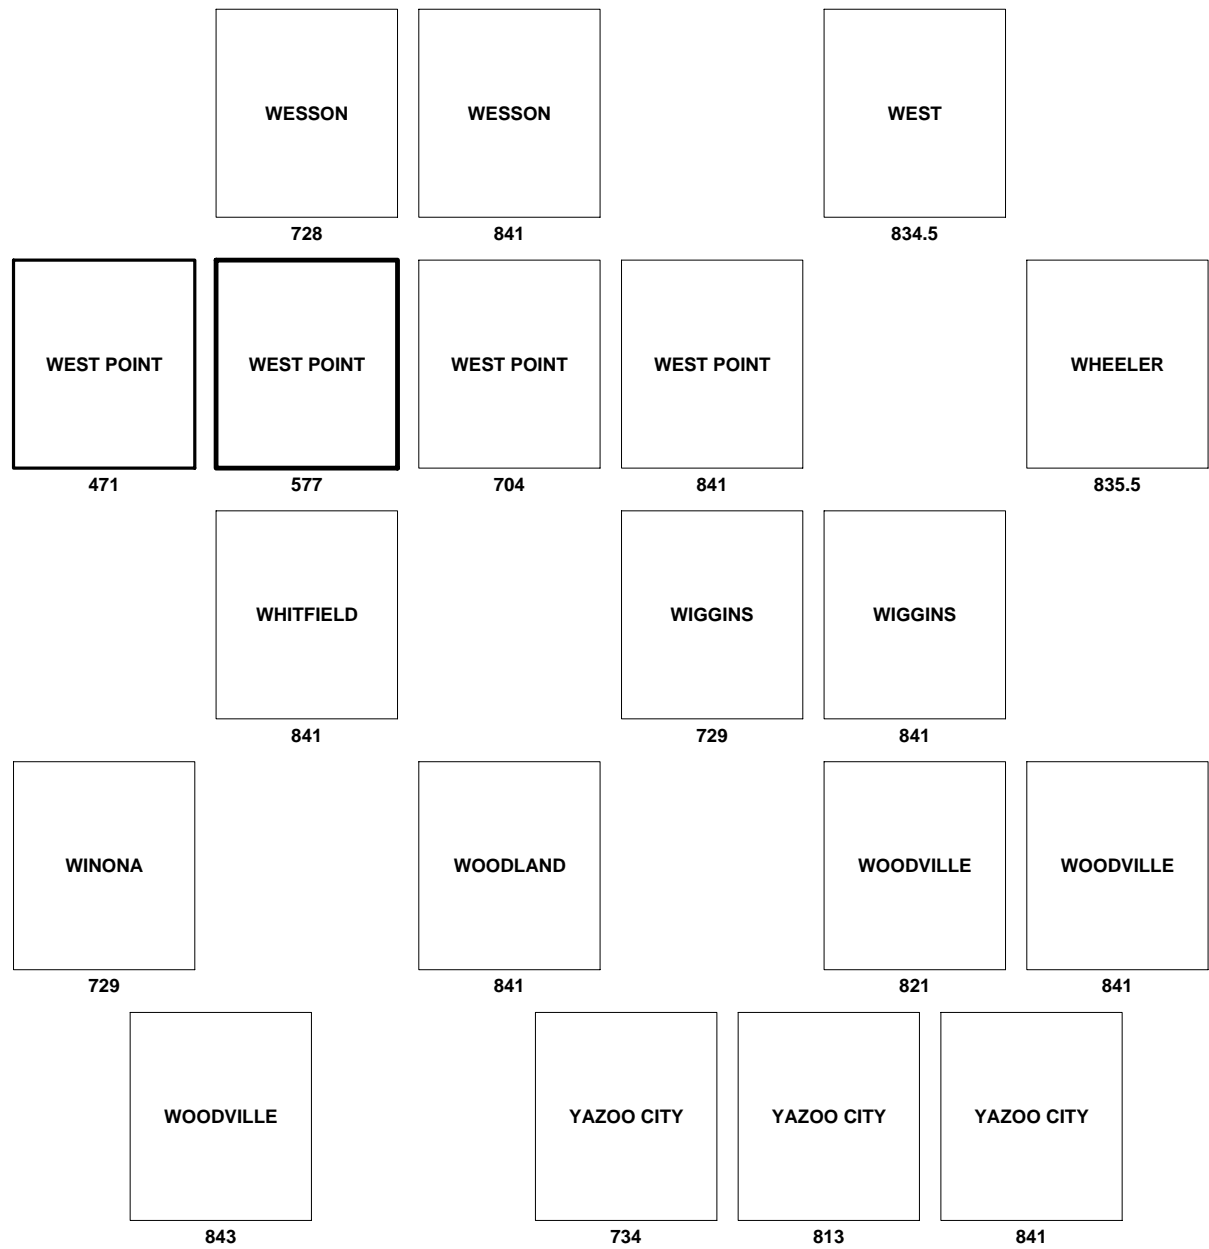 WESSON WESSON WEST
728 841 834.5
WEST POINT WEST POINT WEST POINT WEST POINT WHEELER
471 577 704 841 835.5
WHITFIELD WIGGINS WIGGINS
841 729 841
WINONA WOODLAND WOODVILLE WOODVILLE
729 841 821 841
WOODVILLE YAZOO CITY YAZOO CITY YAZOO CITY
843 734 813 841